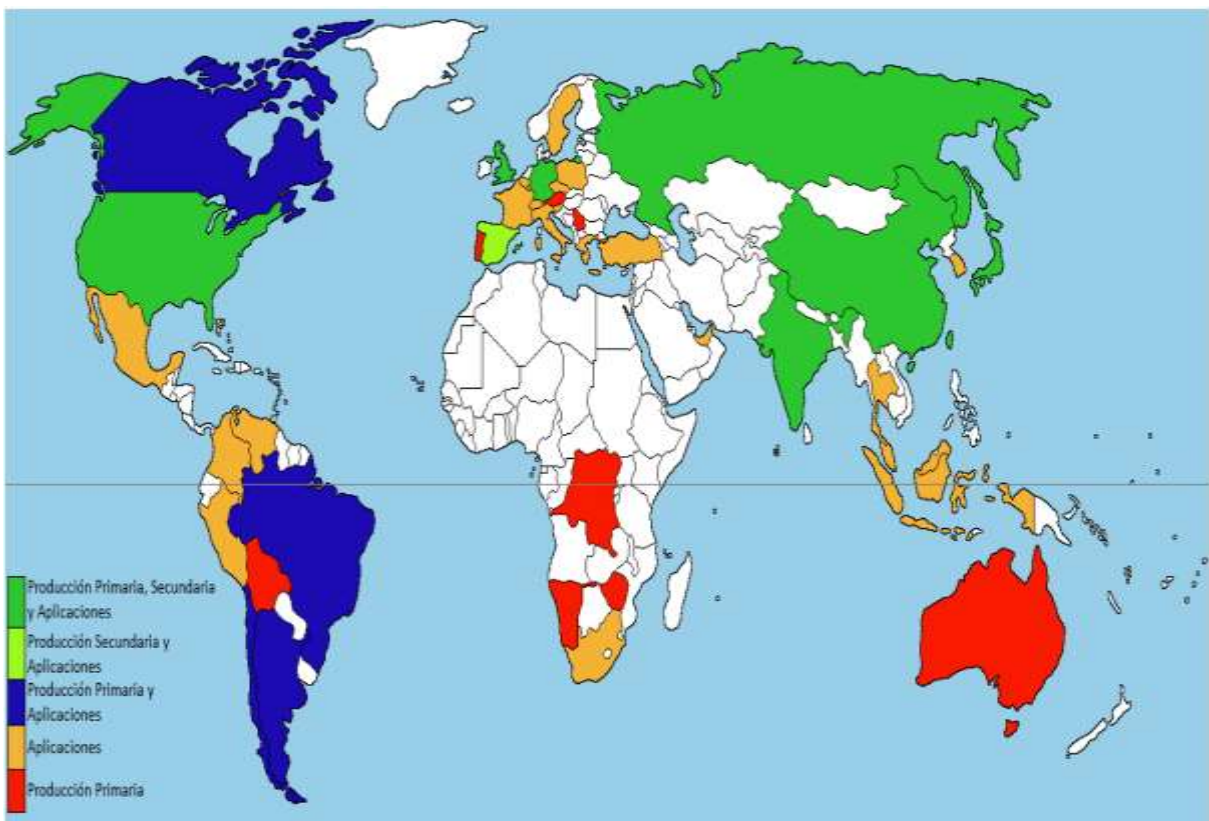 Producción Primaria, Secundaria
y Aplicaciones
Producción Secundaria y
Aplicaciones
Producción Primaria y
Aplicaciones
Aplicaciones
Producción Primaria